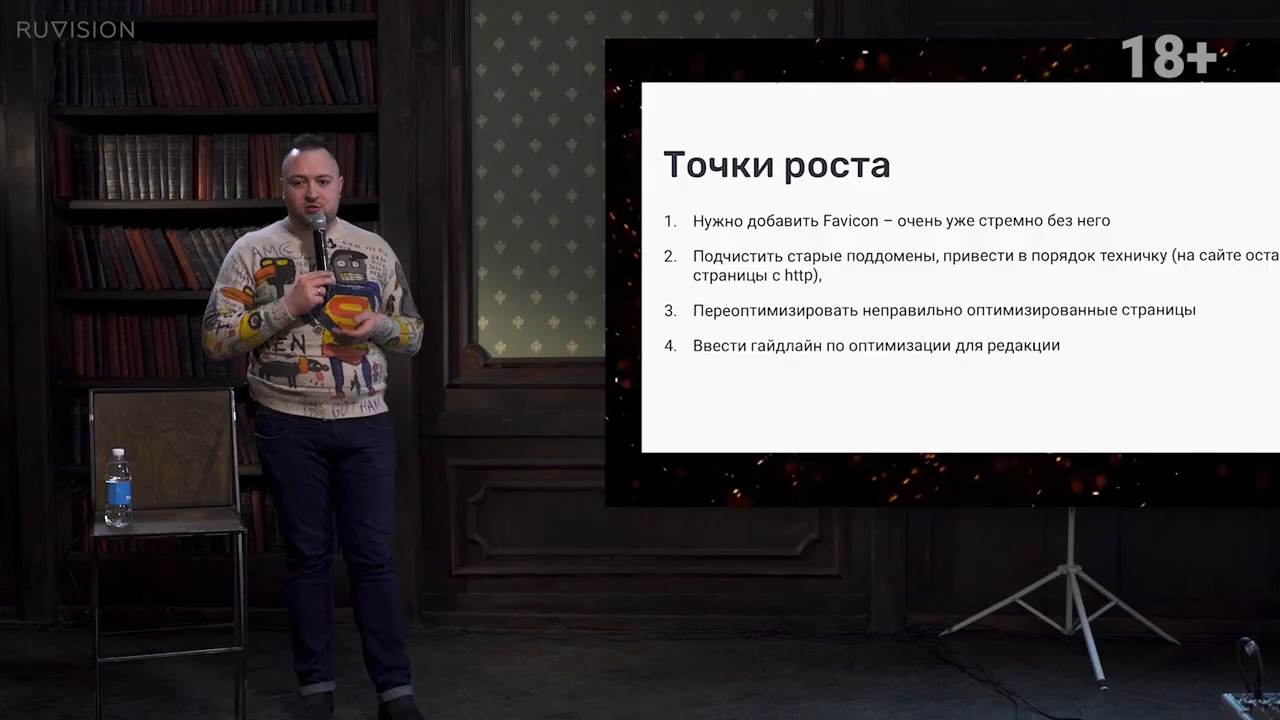 RUVISION
18+
Точки роста
1. Нужно добавить Favicon – очень уже стремно без него
2. Подчистить старые поддомены, привести в порядок техничку (на сайте оста
страницы с http),
3. Переоптимизировать неправильно оптимизированные страницы
4. Ввести гайдлайн по оптимизации для редакции
GOTHAM